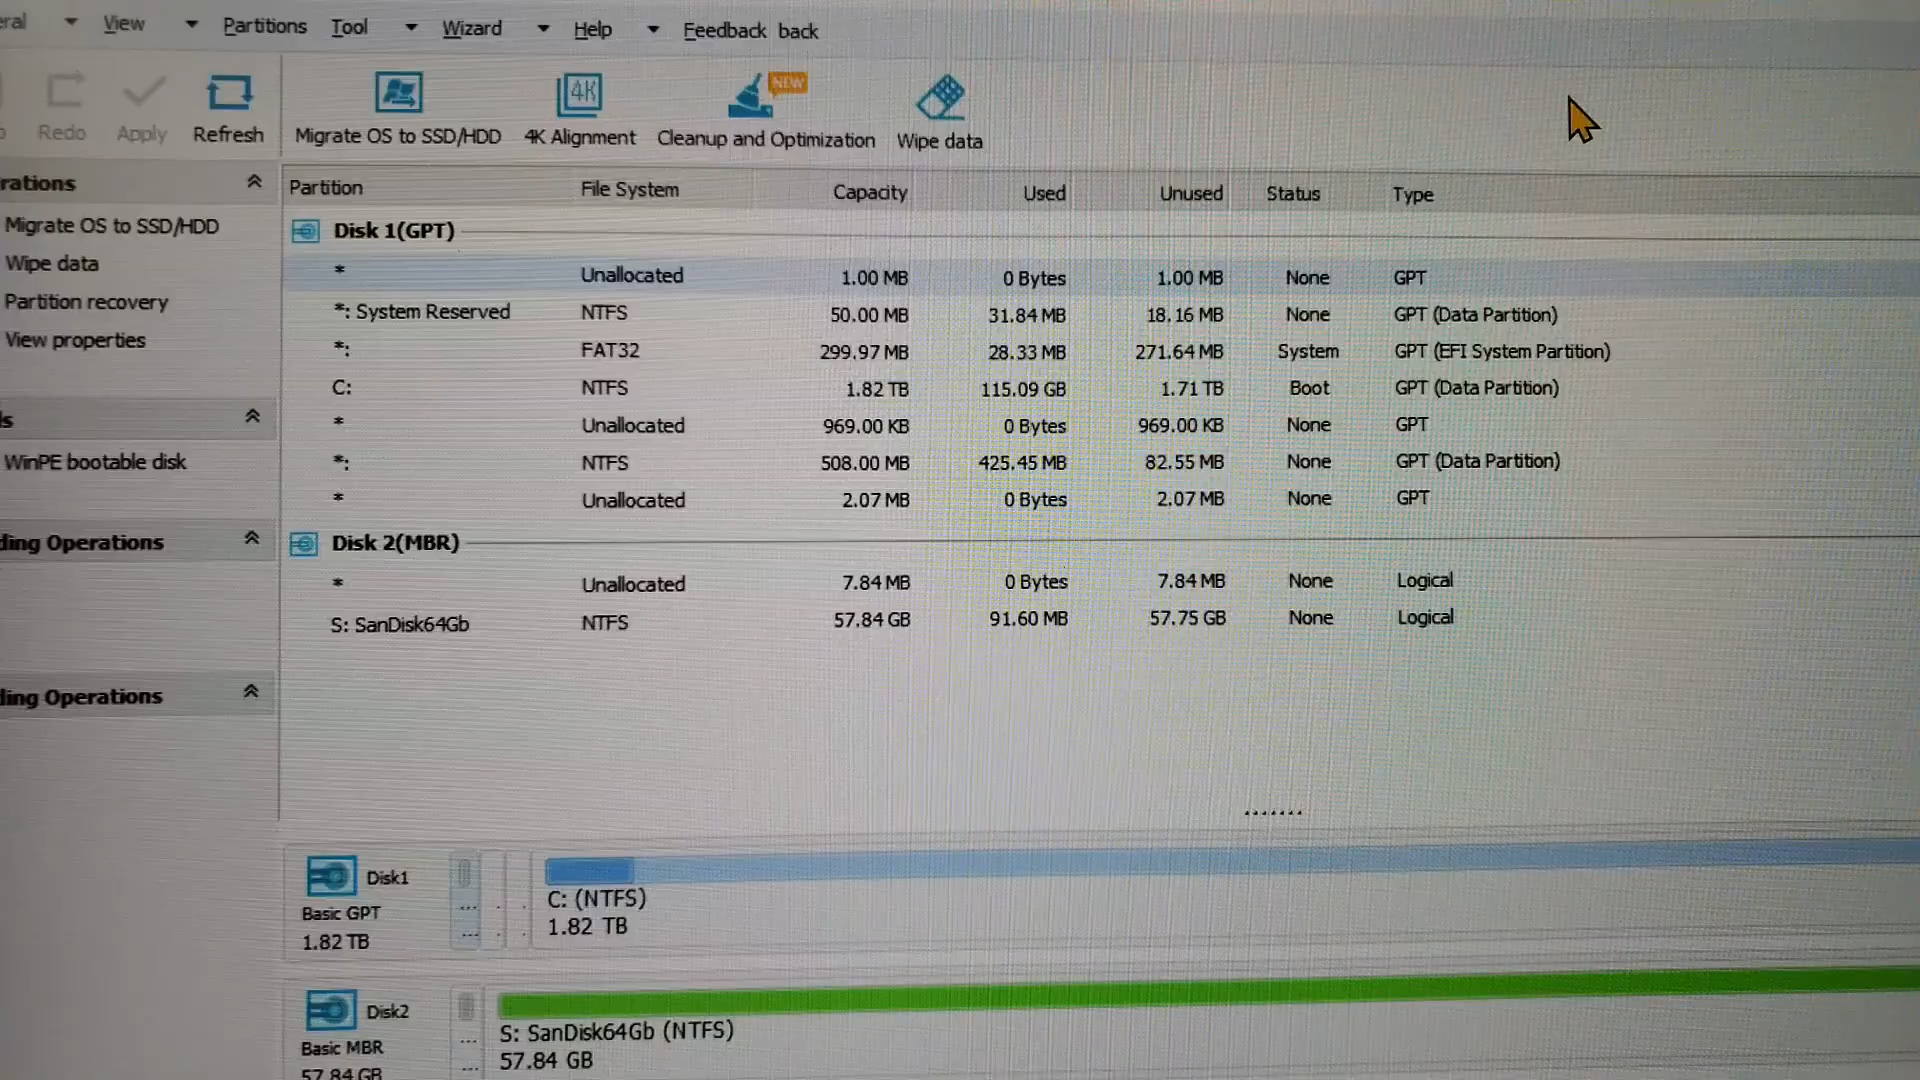 eral View Partitions Tool Wizard Help Feedback back
Redo Apply Refresh Migrate OS to SSD/HDD 4K Alignment Cleanup and Optimization Wipe data
4K
NEW
rations
Migrate OS to SSD/HDD
Wipe data
Partition recovery
View properties
ls
WinPE bootable disk
ding Operations
ding Operations
Partition File System Capacity Used Unused Status Type
Disk 1(GPT)
* Unallocated 1.00 MB 0 Bytes 1.00 MB None GPT
*: System Reserved NTFS 50.00 MB 31.84 MB 18.16 MB None GPT (Data Partition)
*: FAT32 299.97 MB 28.33 MB 271.64 MB System GPT (EFI System Partition)
C: NTFS 1.82 TB 115.09 GB 1.71 TB Boot GPT (Data Partition)
* Unallocated 969.00 KB 0 Bytes 969.00 KB None GPT
*: NTFS 508.00 MB 425.45 MB 82.55 MB None GPT (Data Partition)
* Unallocated 2.07 MB 0 Bytes 2.07 MB None GPT
Disk 2(MBR)
* Unallocated 7.84 MB 0 Bytes 7.84 MB None Logical
S: SanDisk64Gb NTFS 57.84 GB 91.60 MB 57.75 GB None Logical
Disk1
Basic GPT
1.82 TB
... ...
C: (NTFS)
1.82 TB
Disk2
Basic MBR
57.84 GB
... ...
S: SanDisk64Gb (NTFS)
57.84 GB